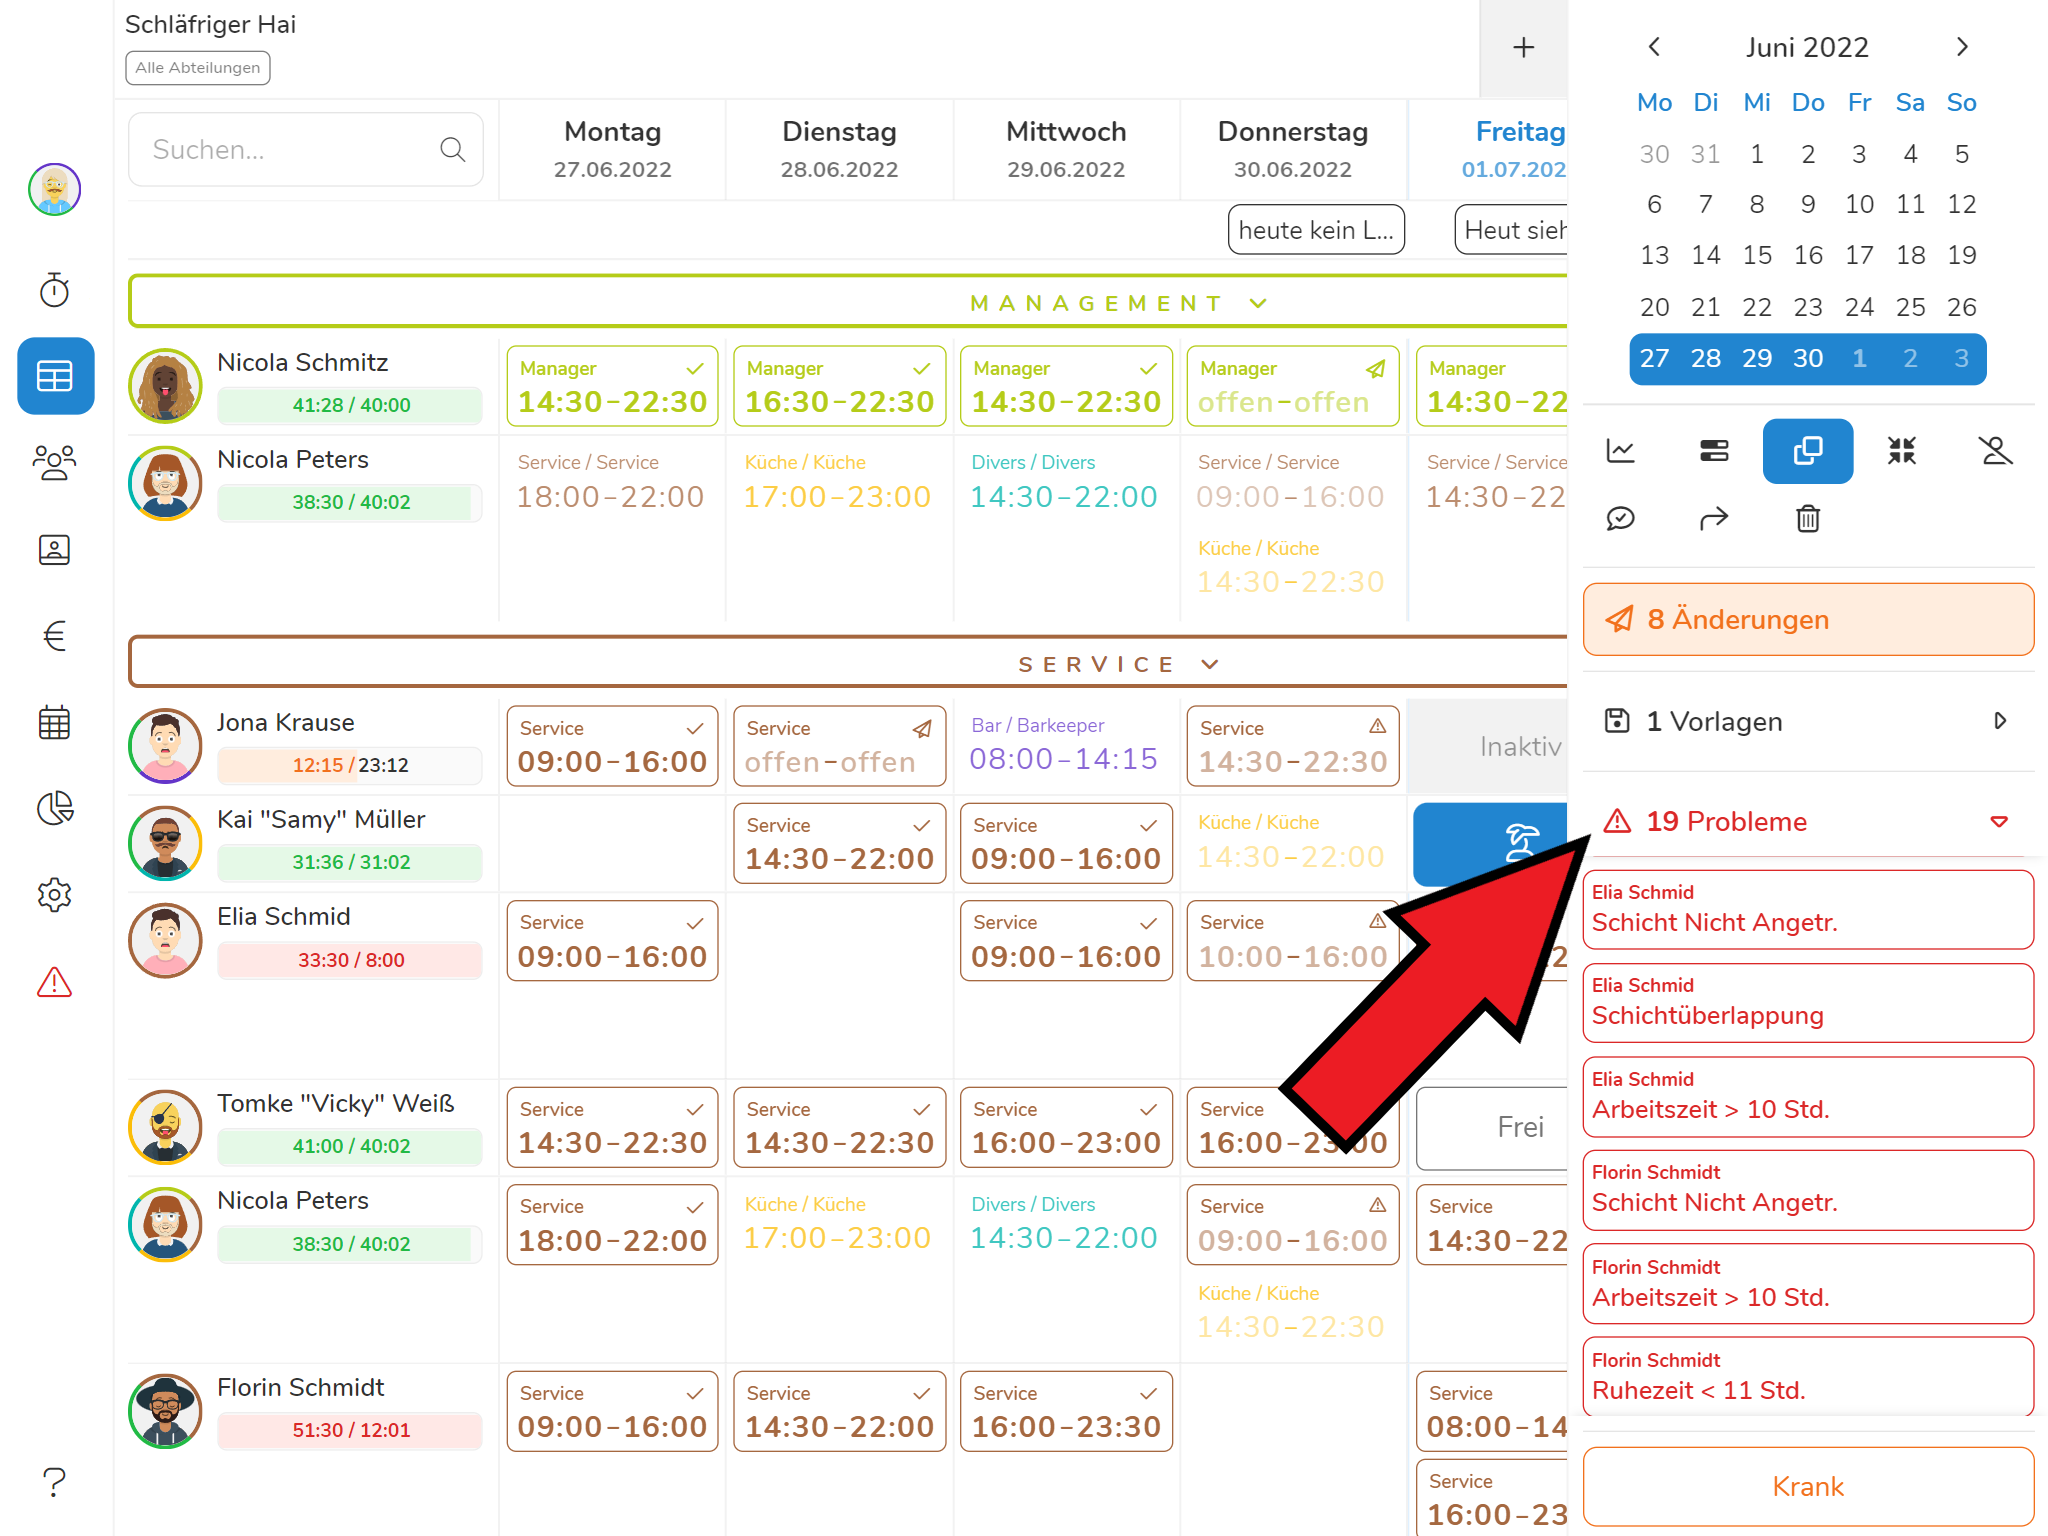 Schläfriger Hai
Alle Abteilungen
Suchen...
Montag
27.06.2022
Dienstag
28.06.2022
Mittwoch
29.06.2022
Donnerstag
30.06.2022
Freitag
01.07.202
heute kein L...
Heut sieh
MANAGEMENT
Nicola Schmitz
41:28 / 40:00
Manager
14:30–22:30
Manager
16:30–22:30
Manager
14:30–22:30
Manager
offen–offen
Manager
14:30–22
Nicola Peters
38:30 / 40:02
Service / Service
18:00–22:00
Küche / Küche
17:00–23:00
Divers / Divers
14:30–22:00
Service / Service
09:00–16:00
Küche / Küche
14:30–22:30
Service / Service
14:30–22
SERVICE
Jona Krause
12:15 / 23:12
Service
09:00–16:00
Service
offen–offen
Bar / Barkeeper
08:00–14:15
Service
14:30–22:30
Inaktiv
Kai "Samy" Müller
31:36 / 31:02
Service
14:30–22:00
Service
09:00–16:00
Küche / Küche
14:30–22:00
Elia Schmid
33:30 / 8:00
Service
09:00–16:00
Service
09:00–16:00
Service
10:00–16:00
Tomke "Vicky" Weiß
41:00 / 40:02
Service
14:30–22:30
Service
14:30–22:30
Service
16:00–23:00
Service
16:00–23:00
Frei
Nicola Peters
38:30 / 40:02
Service
18:00–22:00
Küche / Küche
17:00–23:00
Divers / Divers
14:30–22:00
Service
09:00–16:00
Küche / Küche
14:30–22:30
Service
14:30–22
Florin Schmidt
51:30 / 12:01
Service
09:00–16:00
Service
14:30–22:00
Service
16:00–23:30
Service
08:00–14
Service
16:00–23
Juni 2022
Mo Di Mi Do Fr Sa So
30 31 1 2 3 4 5
6 7 8 9 10 11 12
13 14 15 16 17 18 19
20 21 22 23 24 25 26
27 28 29 30 1 2 3
8 Änderungen
1 Vorlagen
19 Probleme
Elia Schmid
Schicht Nicht Angetr.
Elia Schmid
Schichtüberlappung
Elia Schmid
Arbeitszeit > 10 Std.
Florin Schmidt
Schicht Nicht Angetr.
Florin Schmidt
Arbeitszeit > 10 Std.
Florin Schmidt
Ruhezeit < 11 Std.
Krank